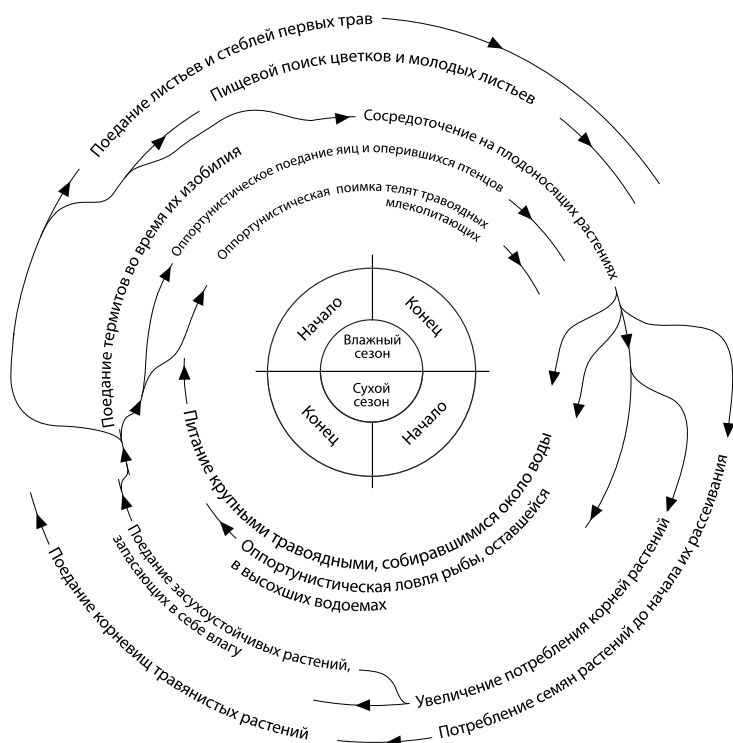 Поедание листьев и стеблей первых трав
Пищевой поиск цветков и молодых листьев
Сосредоточение на плодоносящих растениях
Поедание термитов во время их изобилия
Оппортунистическое поедание яиц и оперившихся птенцов
Оппортунистическая поимка телят травоядных
млекопитающих
Начало
Конец
Влажный
сезон
Сухой
сезон
Конец
Начало
Питание крупными травоядными, собиравшимися около воды
Оппортунистическая ловля рыбы, оставшейся
в высохших водоемах
Поедание засухоустойчивых растений,
запасающих в себе влагу
Увеличение потребления корней растений
Поедание корневищ травянистых растений
Потребление семян растений до начала их рассеивания